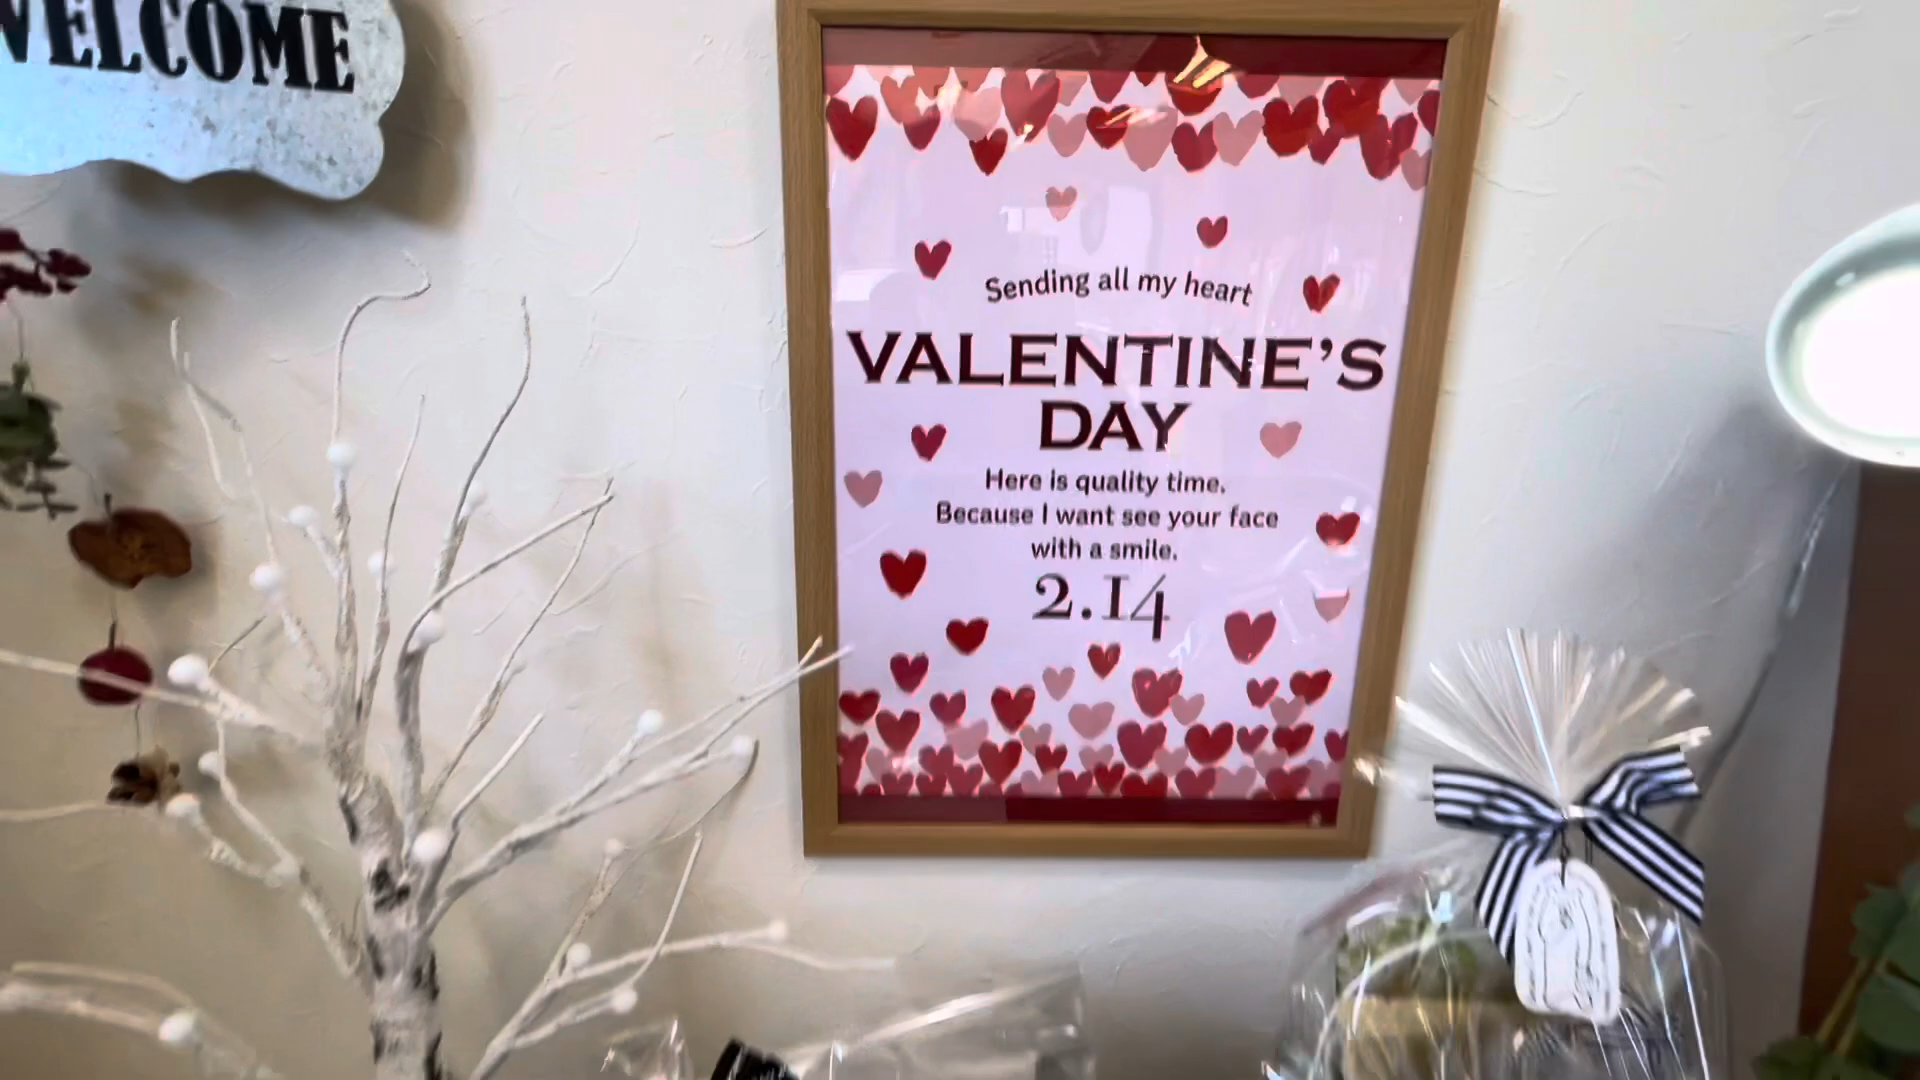 WELCOME
Sending all my heart
VALENTINE'S
DAY
Here is quality time.
Because I want see your face
with a smile.
2.14